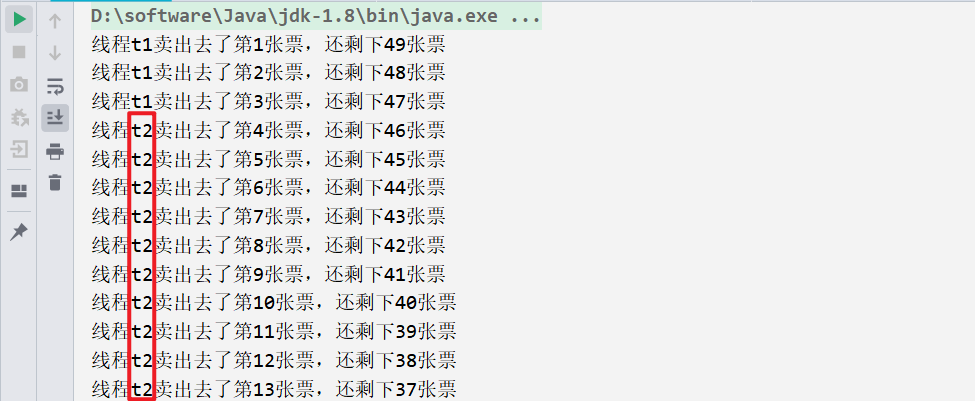 D:\software\Java\jdk-1.8\bin\java.exe ...
线程t1卖出去了第1张票，还剩下49张票
线程t1卖出去了第2张票，还剩下48张票
线程t1卖出去了第3张票，还剩下47张票
线程t2卖出去了第4张票，还剩下46张票
线程t2卖出去了第5张票，还剩下45张票
线程t2卖出去了第6张票，还剩下44张票
线程t2卖出去了第7张票，还剩下43张票
线程t2卖出去了第8张票，还剩下42张票
线程t2卖出去了第9张票，还剩下41张票
线程t2卖出去了第10张票，还剩下40张票
线程t2卖出去了第11张票，还剩下39张票
线程t2卖出去了第12张票，还剩下38张票
线程t2卖出去了第13张票，还剩下37张票